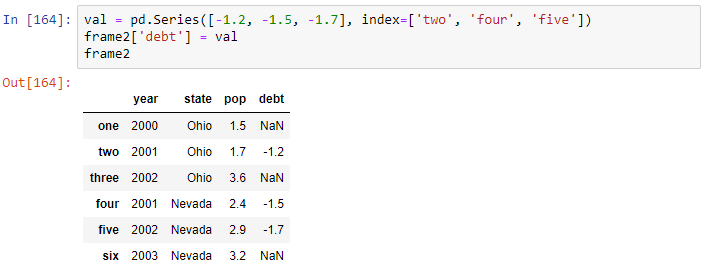 In [164]: val = pd.Series([-1.2, -1.5, -1.7], index=['two', 'four', 'five'])
frame2['debt'] = val
frame2
Out[164]:
year state pop debt
one 2000 Ohio 1.5 NaN
two 2001 Ohio 1.7 -1.2
three 2002 Ohio 3.6 NaN
four 2001 Nevada 2.4 -1.5
five 2002 Nevada 2.9 -1.7
six 2003 Nevada 3.2 NaN